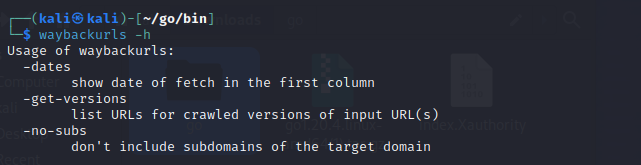 ┌──(kali㉿kali)-[~/go/bin]
└─$ waybackurls -h
Usage of waybackurls:
  -dates
        show date of fetch in the first column
  -get-versions
        list URLs for crawled versions of input URL(s)
  -no-subs
        don't include subdomains of the target domain